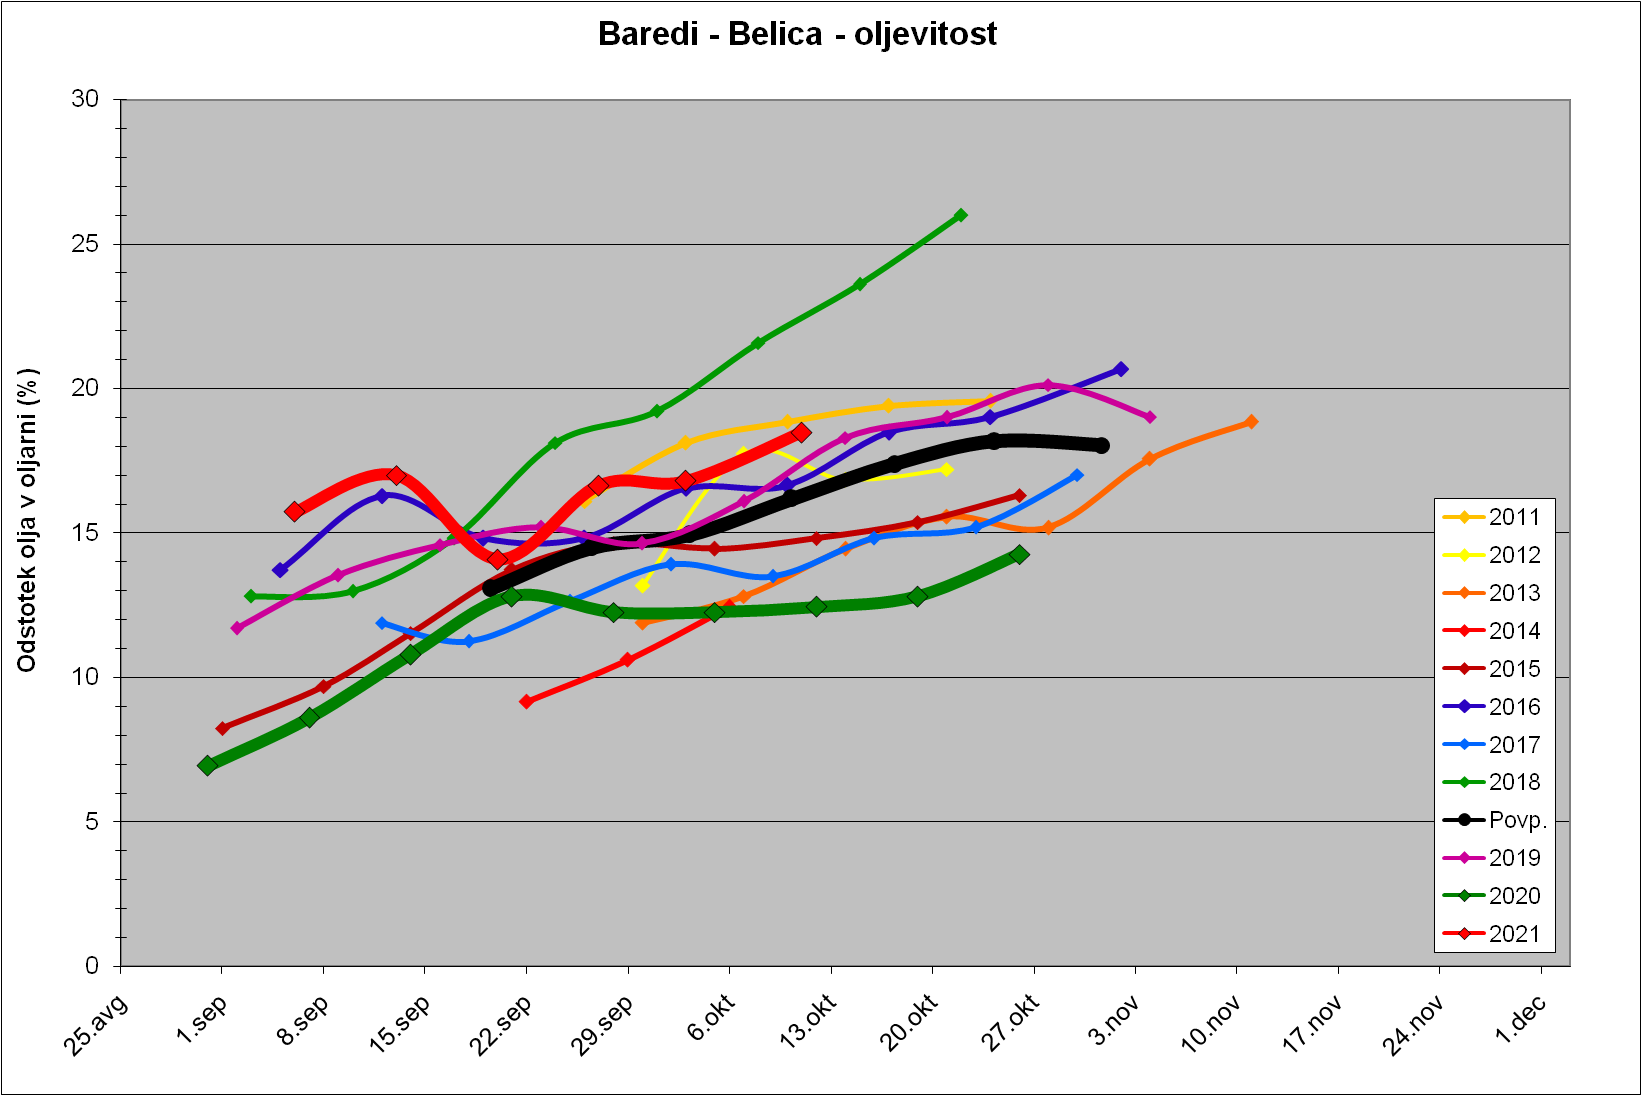 Baredi - Belica - oljevitost
Odstotek olja v oljarni (%)
30
25
20
15
10
5
0
25.avg
1.sep
8.sep
15.sep
22.sep
29.sep
6.okt
13.okt
20.okt
27.okt
3.nov
10.nov
17.nov
24.nov
1.dec
2011
2012
2013
2014
2015
2016
2017
2018
Povp.
2019
2020
2021